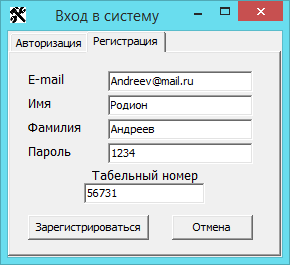 Вход в систему
Авторизация Регистрация
E-mail Andreev@mail.ru
Имя Родион
Фамилия Андреев
Пароль 1234
Табельный номер
56731
Зарегистрироваться Отмена